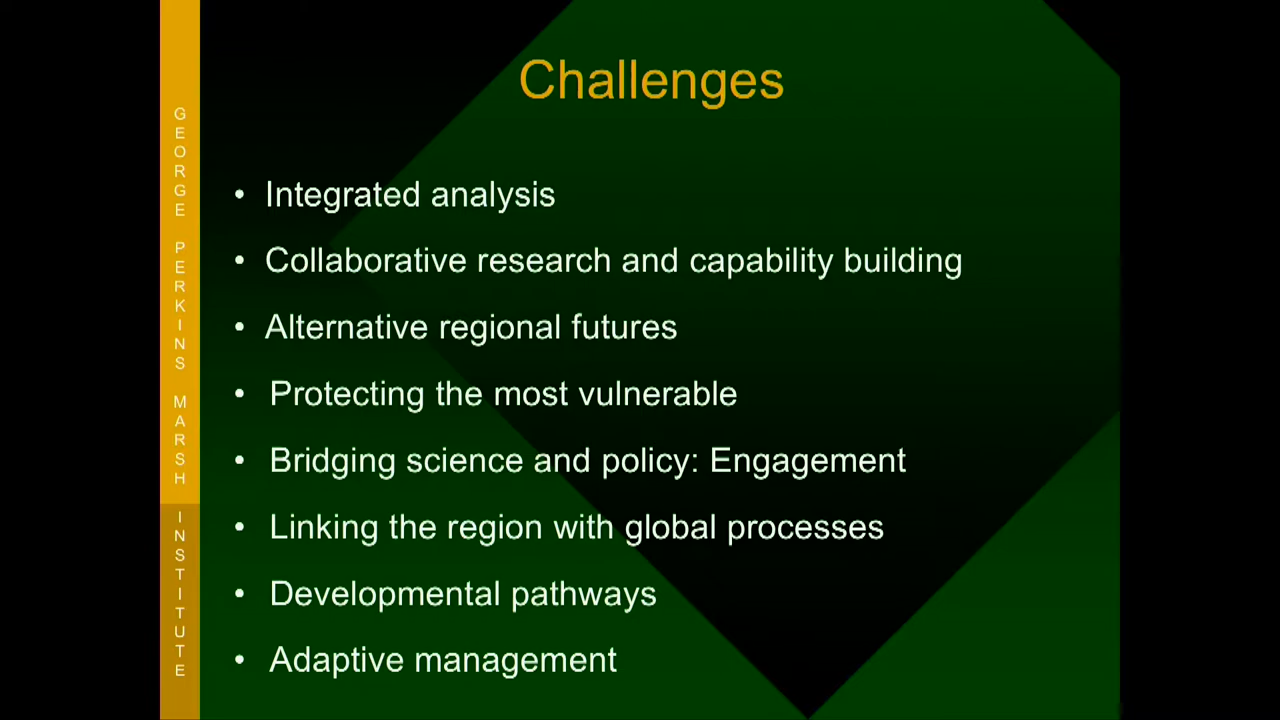 GEORGE PERKINS MARSH INSTITUTE
Challenges
• Integrated analysis
• Collaborative research and capability building
• Alternative regional futures
• Protecting the most vulnerable
• Bridging science and policy: Engagement
• Linking the region with global processes
• Developmental pathways
• Adaptive management